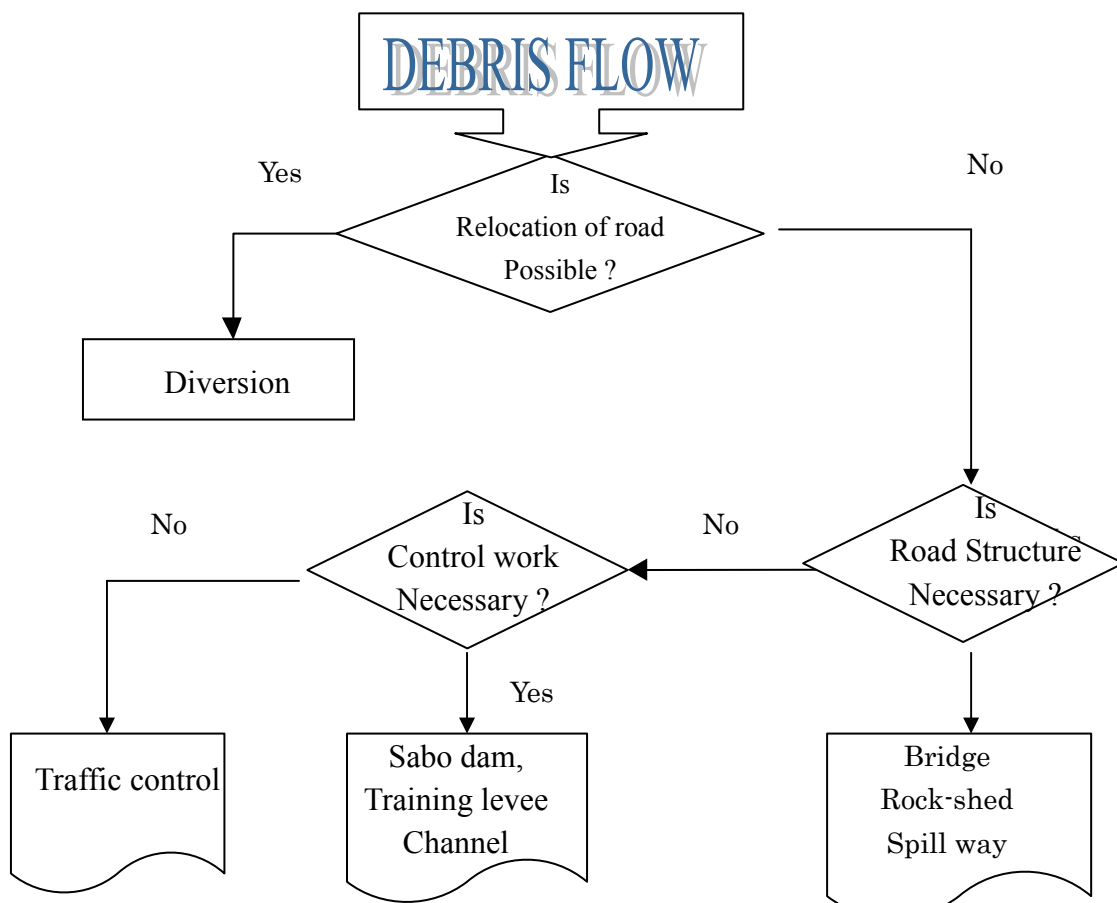 DEBRIS FLOW
Yes
No
Is
Relocation of road
Possible ?
Diversion
No
Is
Control work
Necessary ?
No
Is
Road Structure
Necessary ?
Yes
Traffic control
Sabo dam,
Training levee
Channel
Bridge
Rock-shed
Spill way